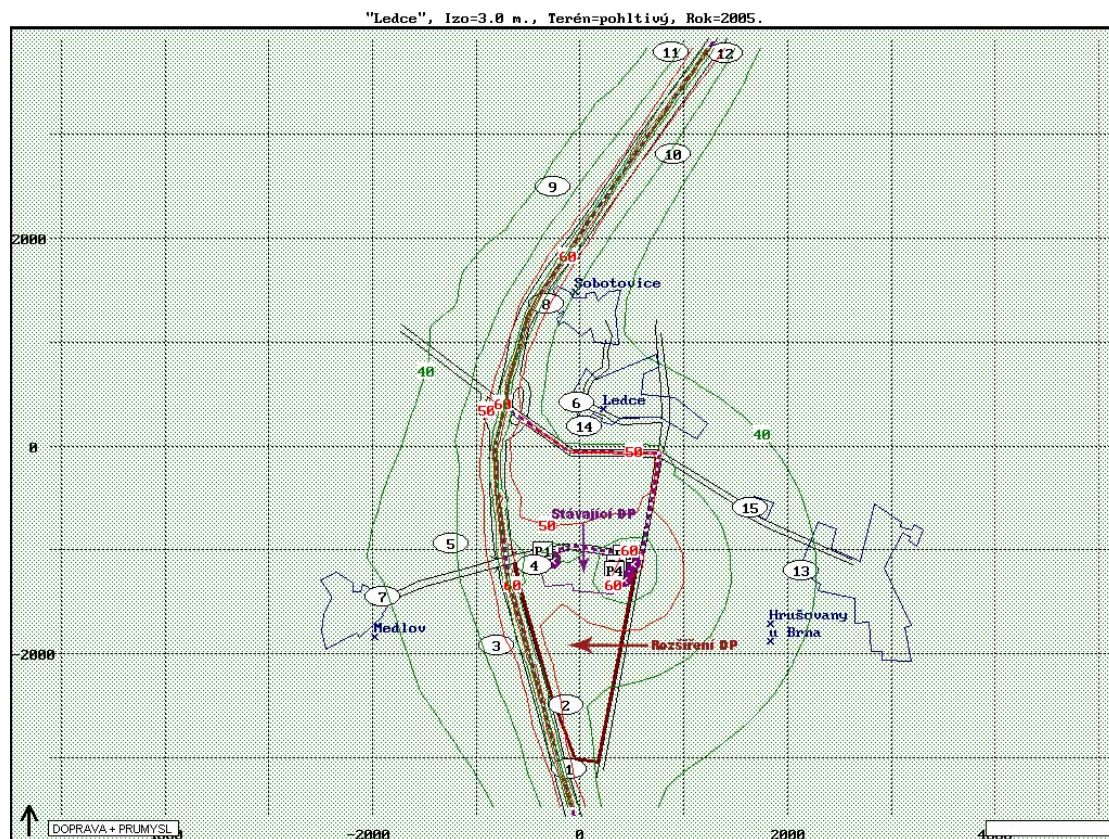 "Ledce", Izo=3.0 m., Terén=pohltivý, Rok=2005.
11
12
10
9
2000
60
Sobotovice
8
40
60
50
6
Ledce
14
40
0
50
15
Stávající DP
50
5
P1
60
4
P4
13
60
60
7
Hrušovany
u Brna
Medlov
3
Rozšíření DP
-2000
2
1
DOPRAVA + PRUMYSL
-2000
0
2000